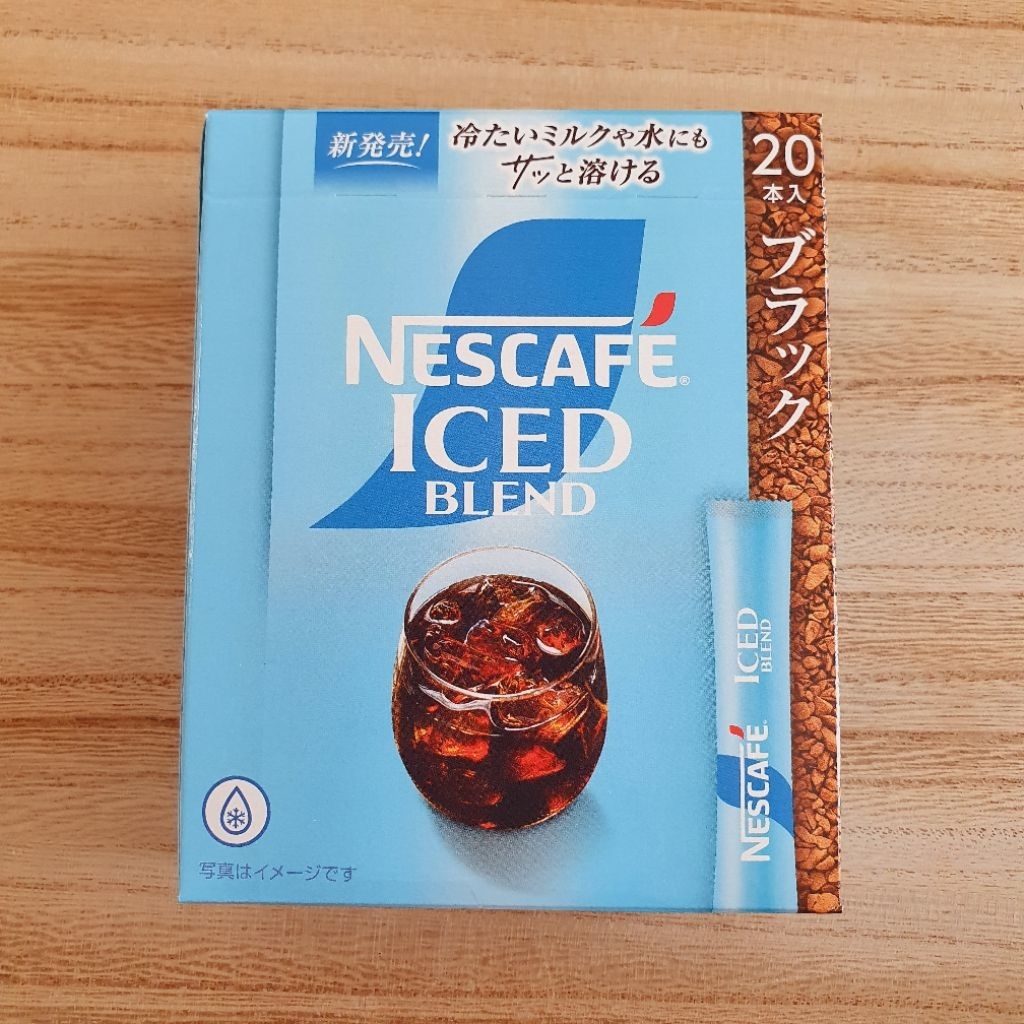 新発売!
冷たいミルクや水にも
サッと溶ける
20
本入
ブラック
NESCAFÉ®
ICED
BLEND
ICED
BLEND
NESCAFÉ®
写真はイメージです